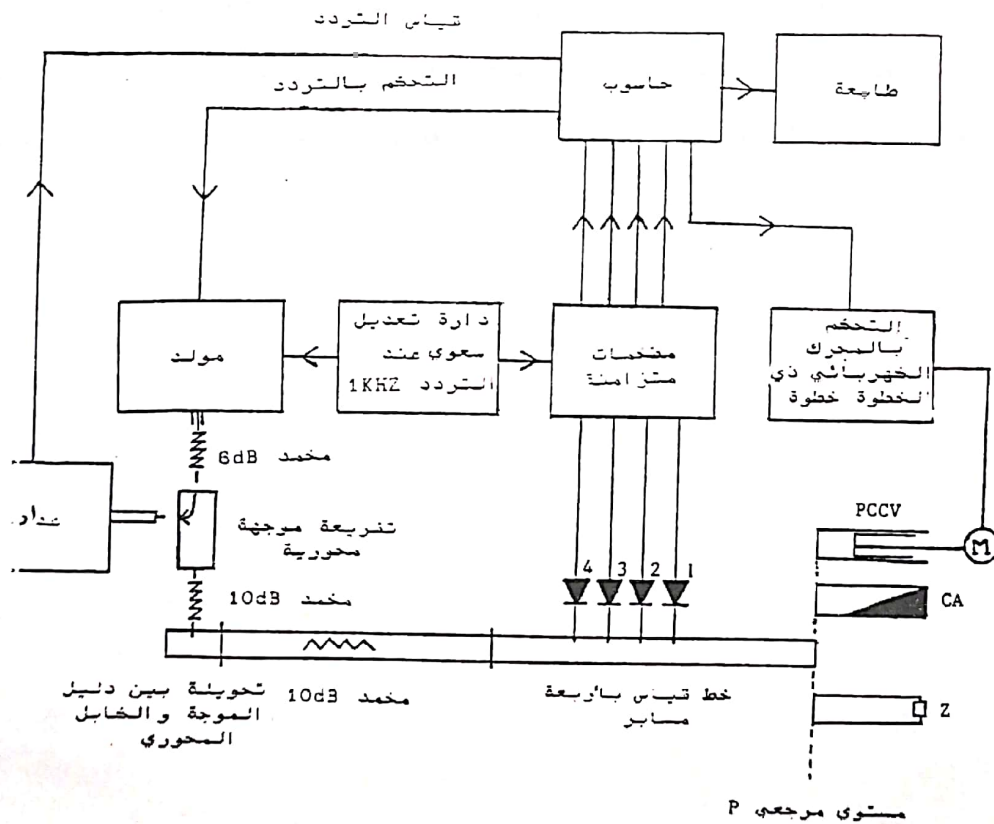 قياس التردد
التحكم بالتردد
حاسوب
طابعة
مولد
دارة تعديل
سعوي عند
التردد
1KHZ
مضخمات
متزامنة
التحكم
بالمحرك
الكهربائي ذي
الخطوة خطوة
مخمد 6dB
تفريعة موجهة
محورية
مخمد 10dB
4 3 2 1
PCCV
M
CA
Z
تحويلة بين دليل
الموجة والكابل
المحوري
مخمد 10dB
خط قياس بأربعة
مسابر
مستوي مرجعي P